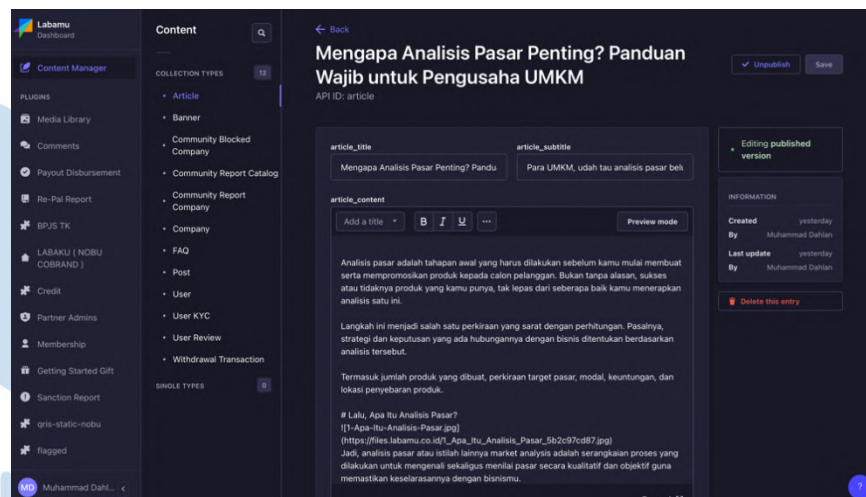 Labamu
Dashboard
Content Manager
PLUGINS
Media Library
Comments
Payout Disbursement
Re-Pal Report
BPJS TK
LABAKU ( NOBU
COBRAND )
Credit
Partner Admins
Membership
Getting Started Gift
Sanction Report
qris-static-nobu
flagged
MD Muhammad Dahl...
Content
COLLECTION TYPES 12
Article
Banner
Community Blocked
Company
Community Report Catalog
Community Report
Company
Company
FAQ
Post
User
User KYC
User Review
Withdrawal Transaction
SINGLE TYPES 0
← Back
Mengapa Analisis Pasar Penting? Panduan
Wajib untuk Pengusaha UMKM
API ID: article
Unpublish
Save
article_title
Mengapa Analisis Pasar Penting? Pandu
article_subtitle
Para UMKM, udah tau analisis pasar belu
article_content
Add a title B I U ... Preview mode
Analisis pasar adalah tahapan awal yang harus dilakukan sebelum kamu mulai membuat
serta mempromosikan produk kepada calon pelanggan. Bukan tanpa alasan, sukses
atau tidaknya produk yang kamu punya, tak lepas dari seberapa baik kamu menerapkan
analisis satu ini.
Langkah ini menjadi salah satu perkiraan yang sarat dengan perhitungan. Pasalnya,
strategi dan keputusan yang ada hubungannya dengan bisnis ditentukan berdasarkan
analisis tersebut.
Termasuk jumlah produk yang dibuat, perkiraan target pasar, modal, keuntungan, dan
lokasi penyebaran produk.
# Lalu, Apa Itu Analisis Pasar?
![1-Apa-Itu-Analisis-Pasar.jpg]
(https://files.labamu.co.id/1_Apa_Itu_Analisis_Pasar_5b2c97cd87.jpg)
Jadi, analisis pasar atau istilah lainnya market analysis adalah serangkaian proses yang
dilakukan untuk mengenali sekaligus menilai pasar secara kualitatif dan objektif guna
memastikan keselarasannya dengan bisnismu.
Editing published
version
INFORMATION
Created yesterday
By Muhammad Dahlan
Last update yesterday
By Muhammad Dahlan
Delete this entry
?